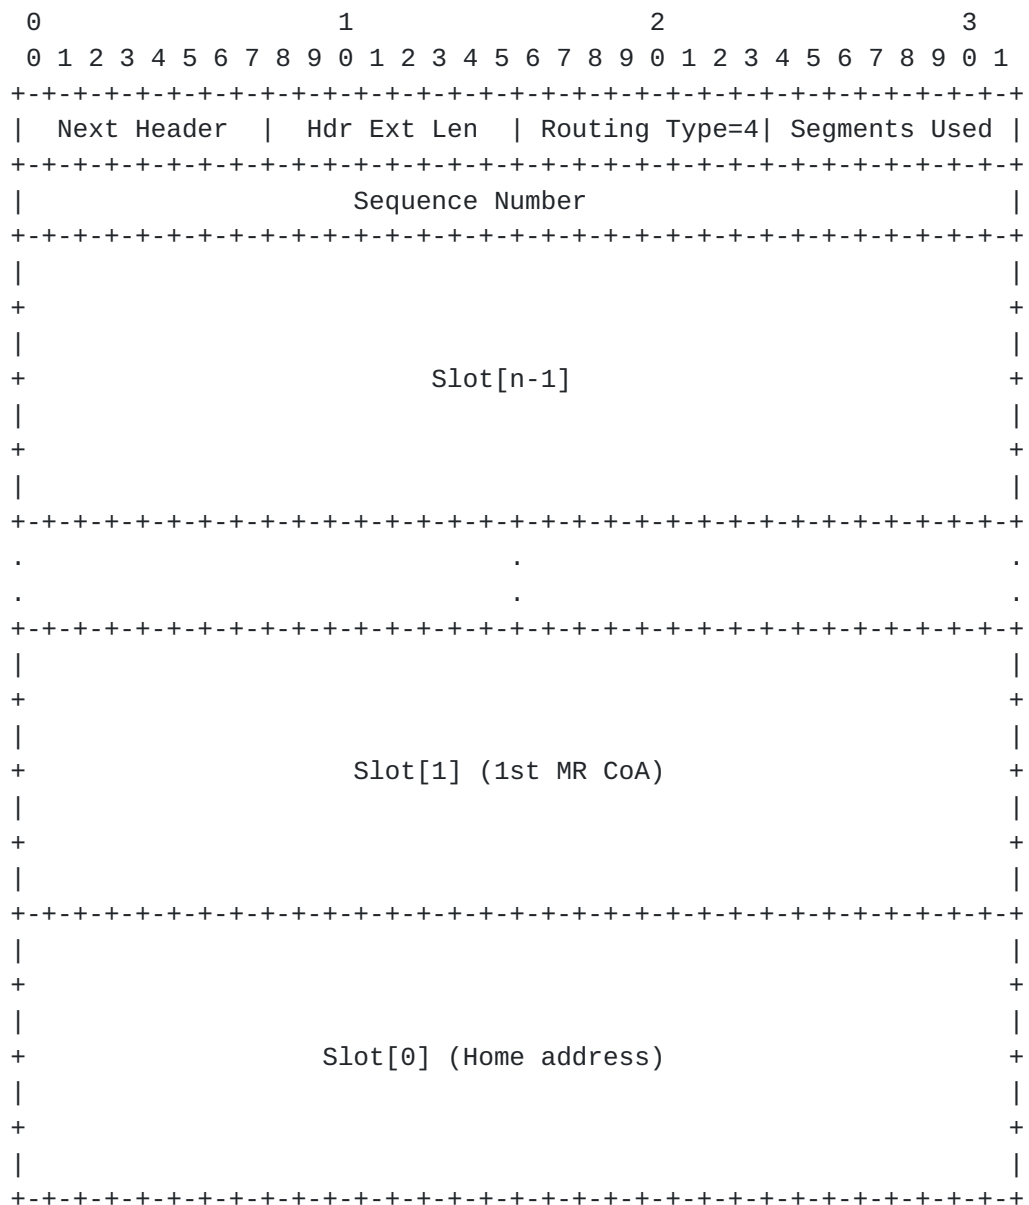 0                   1                   2                   3
 0 1 2 3 4 5 6 7 8 9 0 1 2 3 4 5 6 7 8 9 0 1 2 3 4 5 6 7 8 9 0 1
+-+-+-+-+-+-+-+-+-+-+-+-+-+-+-+-+-+-+-+-+-+-+-+-+-+-+-+-+-+-+-+-+
|  Next Header  |  Hdr Ext Len  | Routing Type=4| Segments Used |
+-+-+-+-+-+-+-+-+-+-+-+-+-+-+-+-+-+-+-+-+-+-+-+-+-+-+-+-+-+-+-+-+
|                     Sequence Number                           |
+-+-+-+-+-+-+-+-+-+-+-+-+-+-+-+-+-+-+-+-+-+-+-+-+-+-+-+-+-+-+-+-+
|                                                               |
+                                                               +
|                                                               |
+                          Slot[n-1]                            +
|                                                               |
+                                                               +
|                                                               |
+-+-+-+-+-+-+-+-+-+-+-+-+-+-+-+-+-+-+-+-+-+-+-+-+-+-+-+-+-+-+-+-+
.                               .                               .
.                               .                               .
+-+-+-+-+-+-+-+-+-+-+-+-+-+-+-+-+-+-+-+-+-+-+-+-+-+-+-+-+-+-+-+-+
|                                                               |
+                                                               +
|                                                               |
+                     Slot[1] (1st MR CoA)                      +
|                                                               |
+                                                               +
|                                                               |
+-+-+-+-+-+-+-+-+-+-+-+-+-+-+-+-+-+-+-+-+-+-+-+-+-+-+-+-+-+-+-+-+
|                                                               |
+                                                               +
|                                                               |
+                   Slot[0] (Home address)                      +
|                                                               |
+                                                               +
|                                                               |
+-+-+-+-+-+-+-+-+-+-+-+-+-+-+-+-+-+-+-+-+-+-+-+-+-+-+-+-+-+-+-+-+